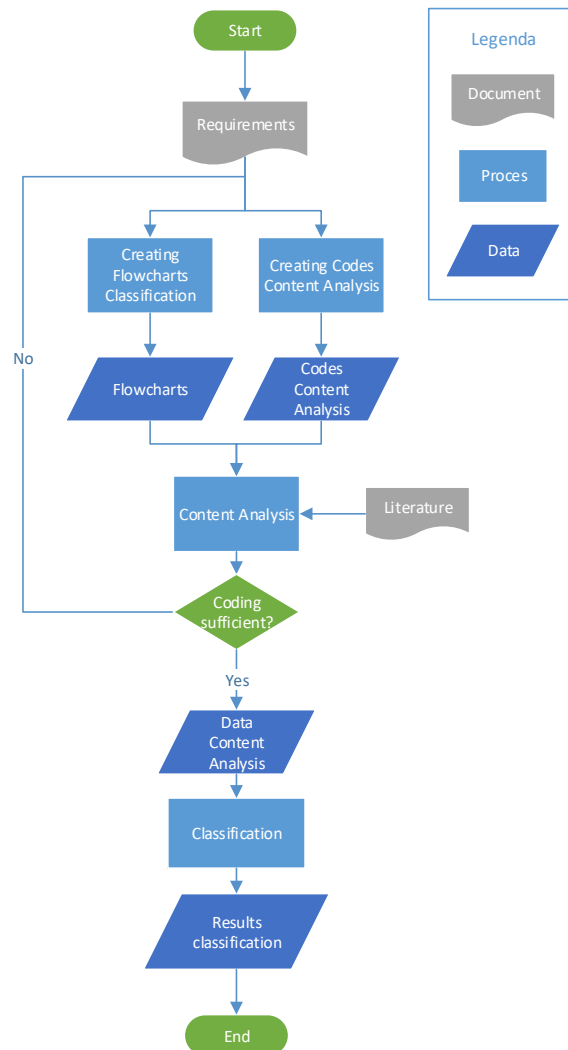 Start
Requirements
Creating
Flowcharts
Classification
Creating Codes
Content Analysis
Flowcharts
Codes
Content
Analysis
No
Content Analysis
Literature
Coding
sufficient?
Yes
Data
Content
Analysis
Classification
Results
classification
End
Legenda
Document
Proces
Data